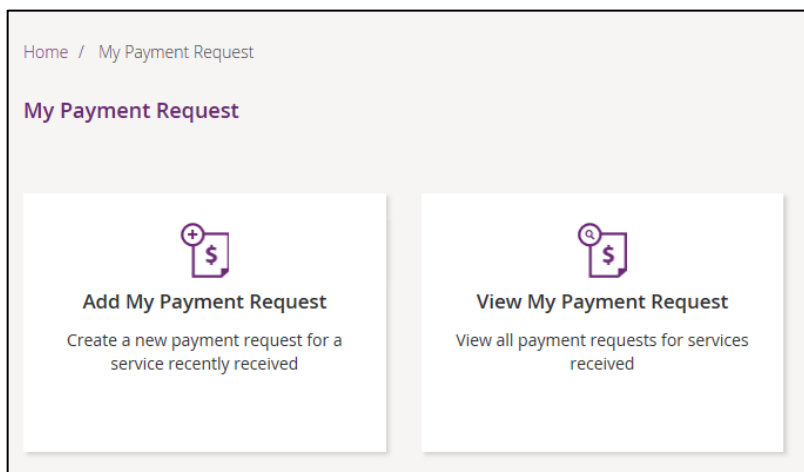 Home / My Payment Request
My Payment Request
$
$
Add My Payment Request
View My Payment Request
Create a new payment request for a
service recently received
View all payment requests for services
received